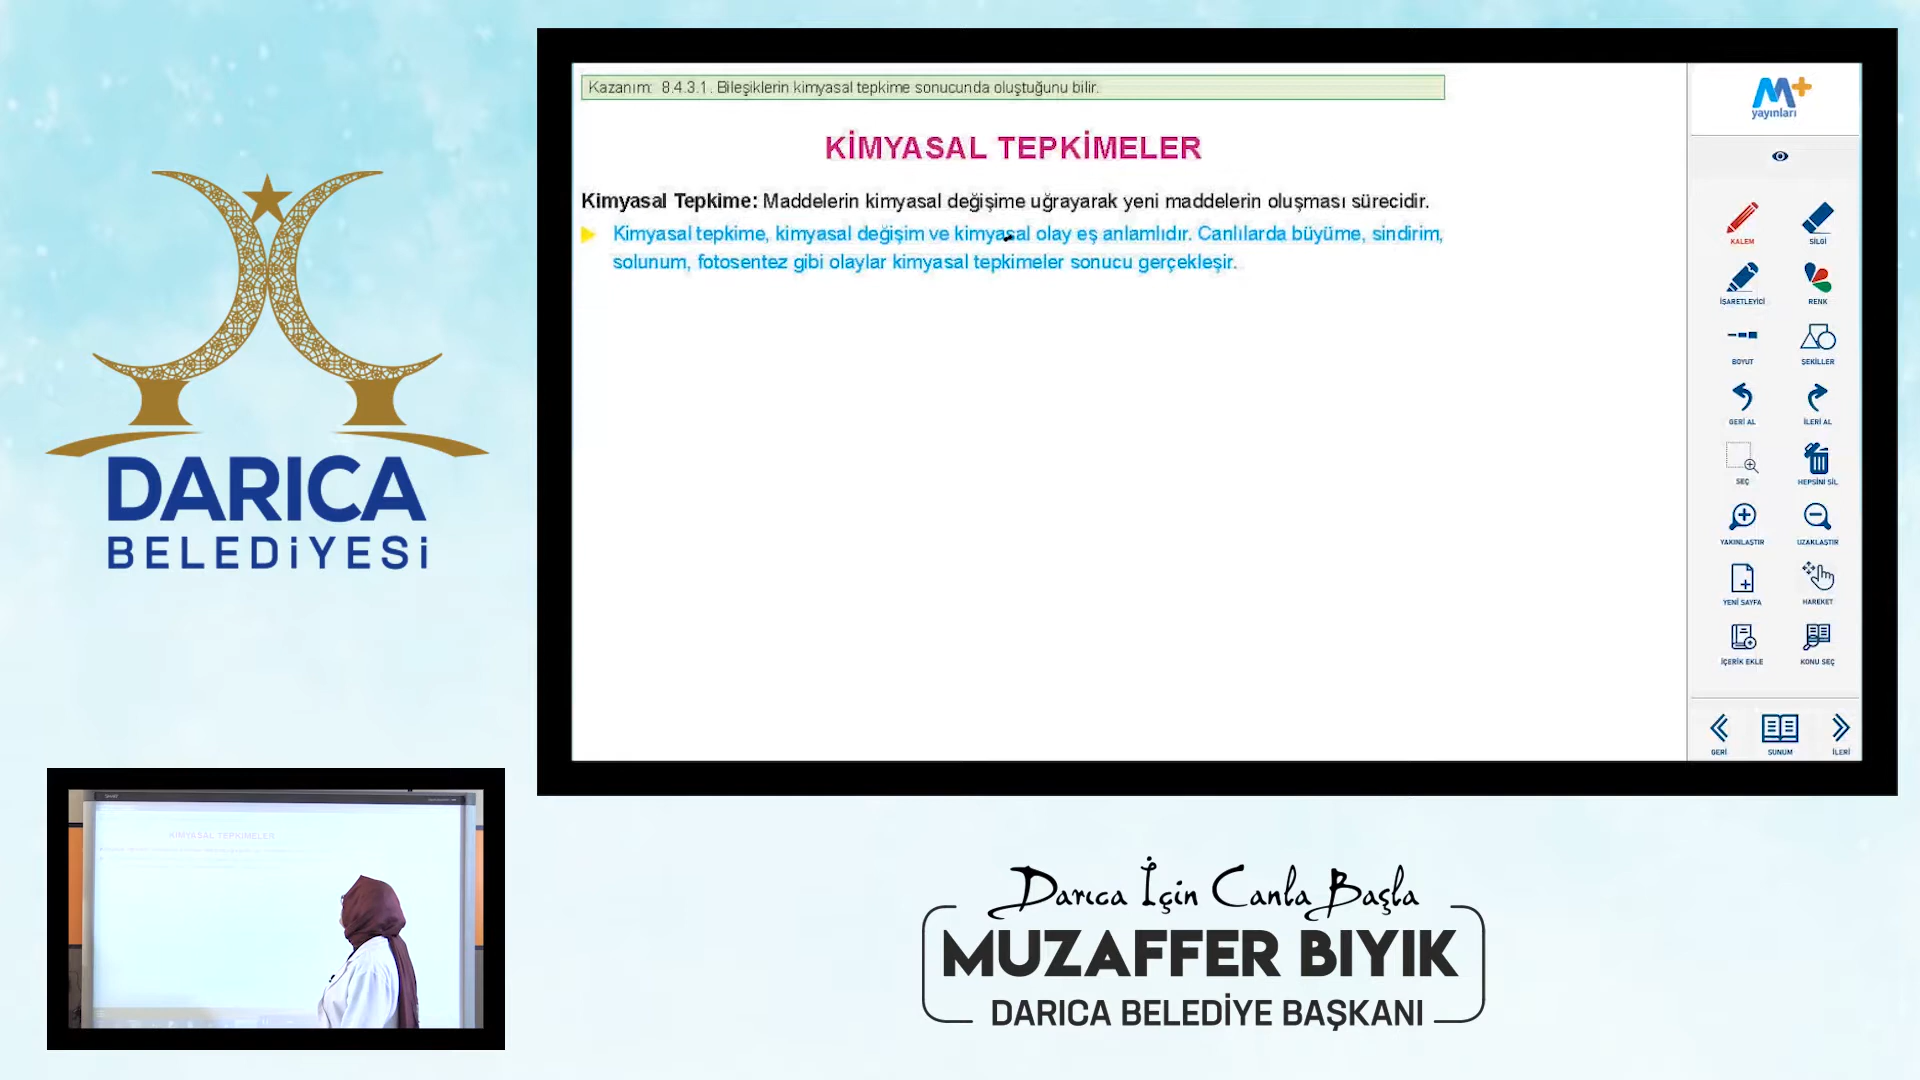 Kazanım: 8.4.3.1. Bileşiklerin kimyasal tepkime sonucunda oluştuğunu bilir.
KİMYASAL TEPKİMELER
Kimyasal Tepkime: Maddelerin kimyasal değişime uğrayarak yeni maddelerin oluşması sürecidir.
Kimyasal tepkime, kimyasal değişim ve kimyasal olay eş anlamlıdır. Canlılarda büyüme, sindirim,
solunum, fotosentez gibi olaylar kimyasal tepkimeler sonucu gerçekleşir.
M+
yayınları
KALEM
SİLGİ
İŞARETLEYİCİ
RENK
BOYUT
ŞEKİLLER
GERİ AL
İLERİ AL
SEÇ
HEPSİNİ SİL
YAKINLAŞTIR
UZAKLAŞTIR
YENİ SAYFA
HAREKET
İÇERİK EKLE
KONU SEÇ
GERİ
SUNUM
İLERİ
DARICA
BELEDİYESİ
KİMYASAL TEPKİMELER
Darıca İçin Canla Başla
MUZAFFER BIYIK
DARICA BELEDİYE BAŞKANI